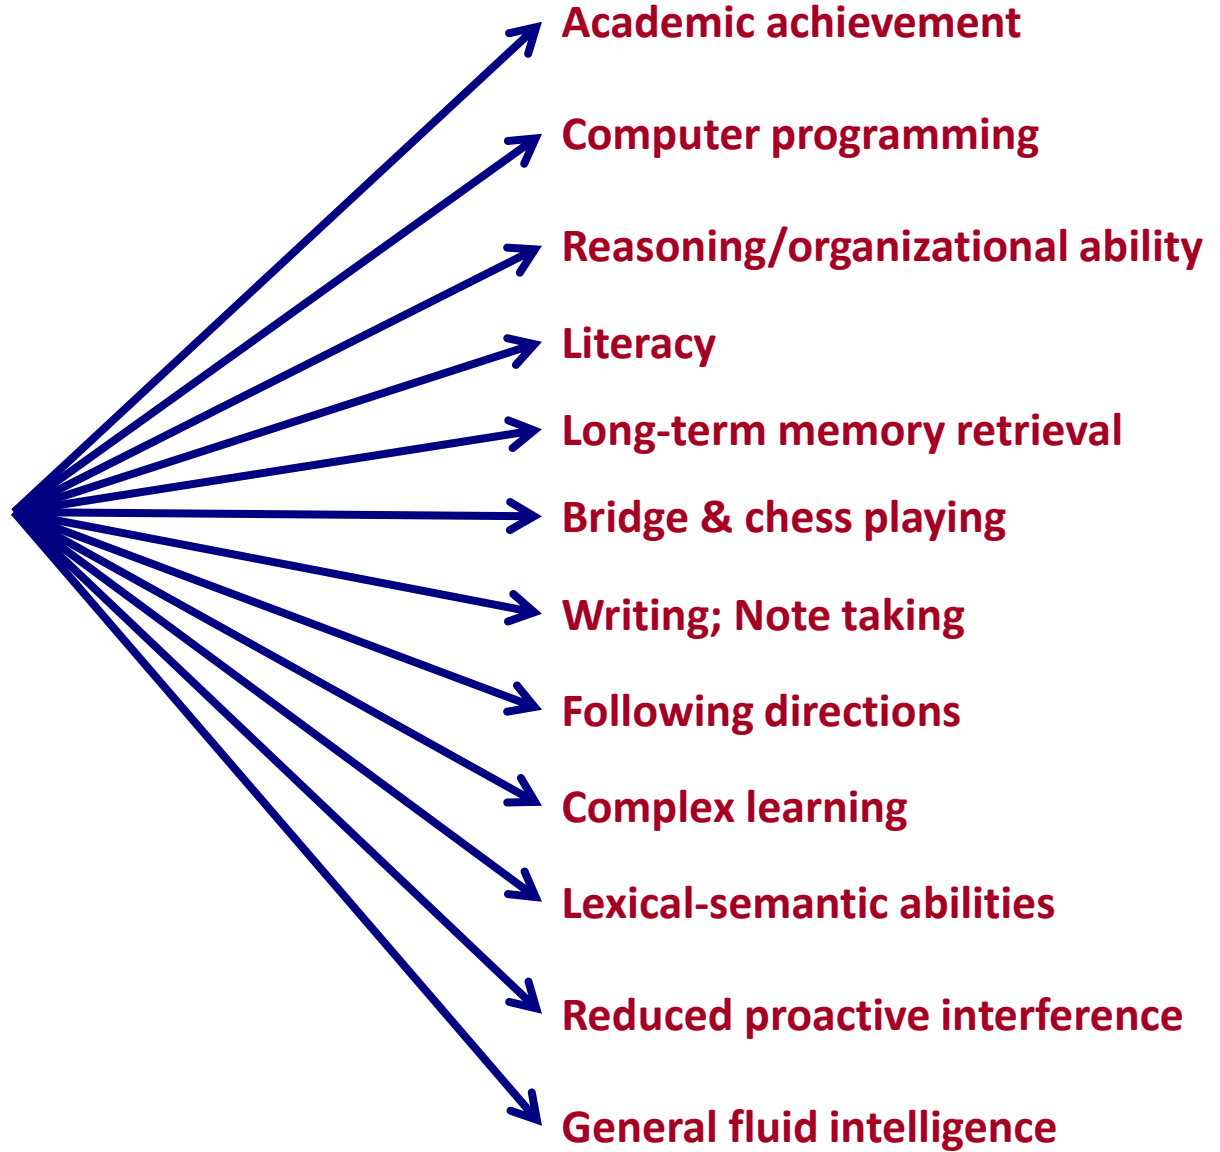 Academic achievement
Computer programming
Reasoning/organizational ability
Literacy
Long-term memory retrieval
Bridge & chess playing
Writing; Note taking
Following directions
Complex learning
Lexical-semantic abilities
Reduced proactive interference
General fluid intelligence